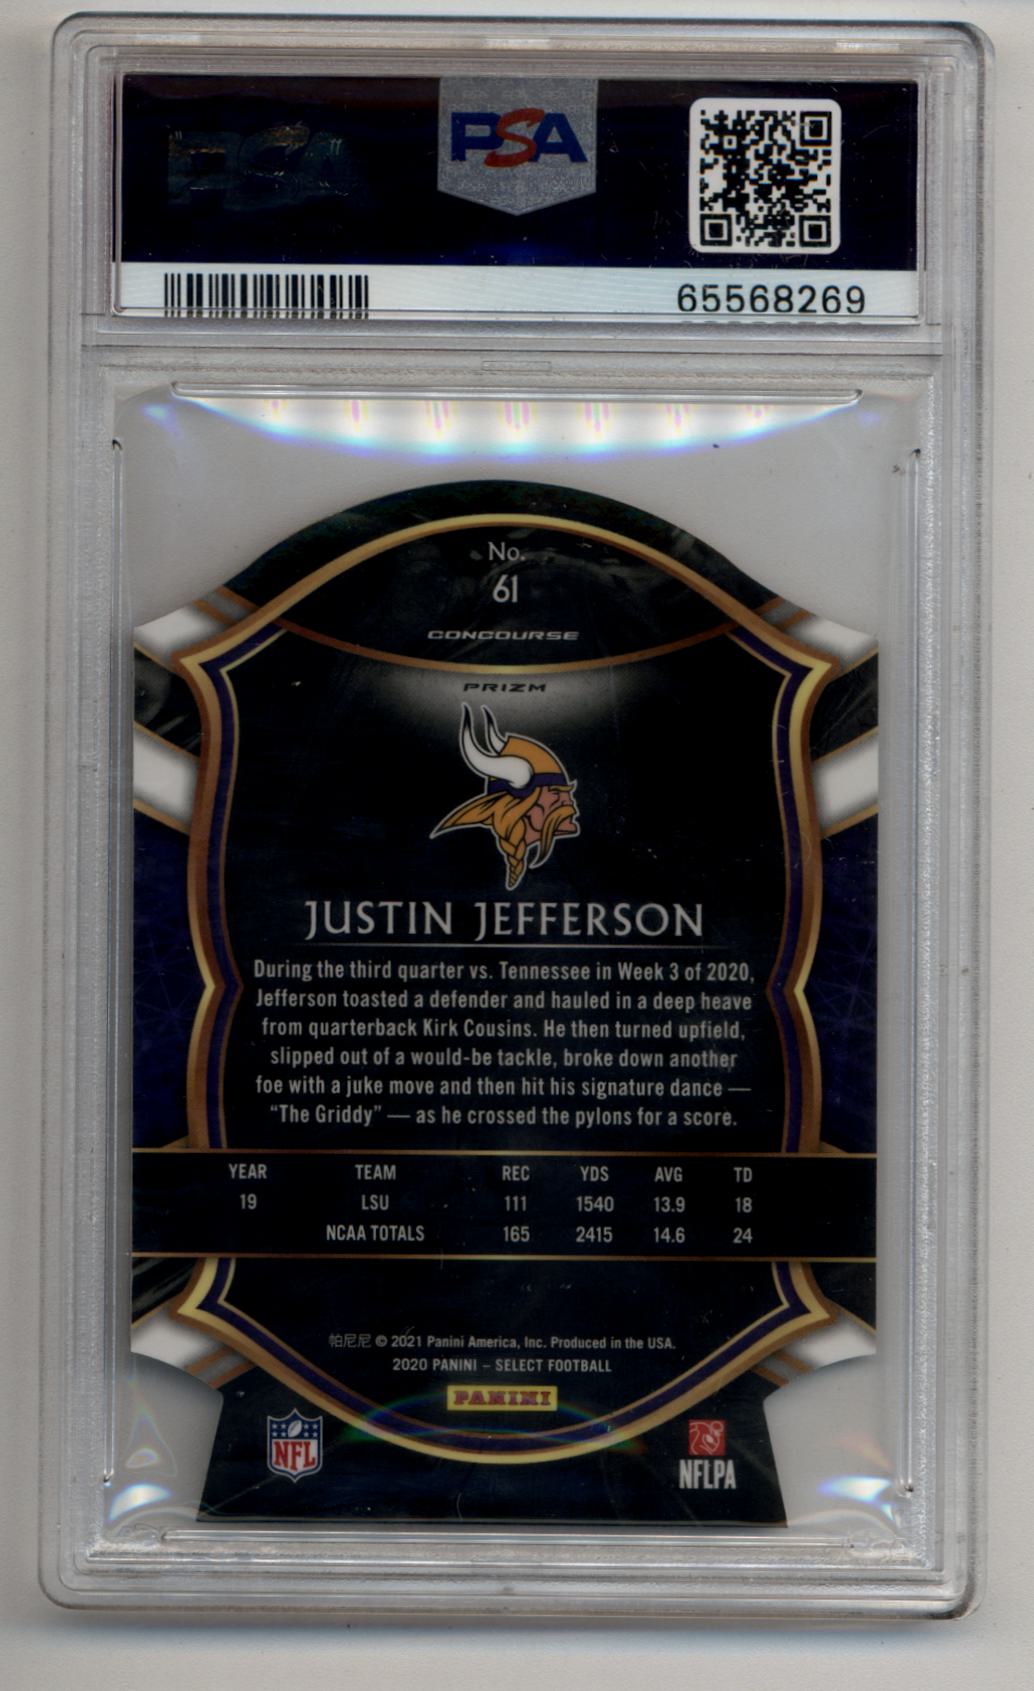 PSA
PSA
65568269
No.
61
CONCOURSE
PRIZM
JUSTIN JEFFERSON
During the third quarter vs. Tennessee in Week 3 of 2020,
Jefferson toasted a defender and hauled in a deep heave
from quarterback Kirk Cousins. He then turned upfield,
slipped out of a would-be tackle, broke down another
foe with a juke move and then hit his signature dance —
“The Griddy” — as he crossed the pylons for a score.
YEAR TEAM REC YDS AVG TD
19 LSU 111 1540 13.9 18
NCAA TOTALS 165 2415 14.6 24
帕尼尼 © 2021 Panini America, Inc. Produced in the USA.
2020 PANINI – SELECT FOOTBALL
PANINI
NFL
NFLPA